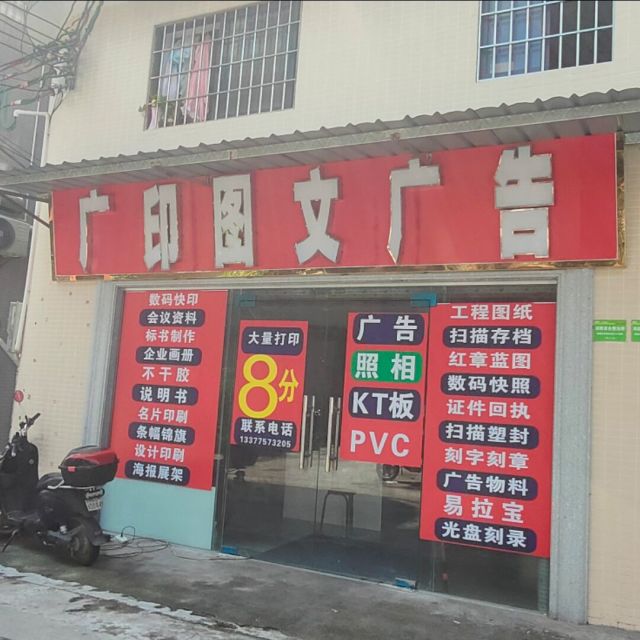 广印图文广告
数码快印
会议资料
标书制作
企业画册
不干胶
说明书
名片印刷
条幅锦旗
设计印刷
海报展架
大量打印
8分
联系电话
13377573205
广告
照相
KT板
PVC
工程图纸
扫描存档
红章蓝图
数码快照
证件回执
扫描塑封
刻字刻章
广告物料
易拉宝
光盘刻录